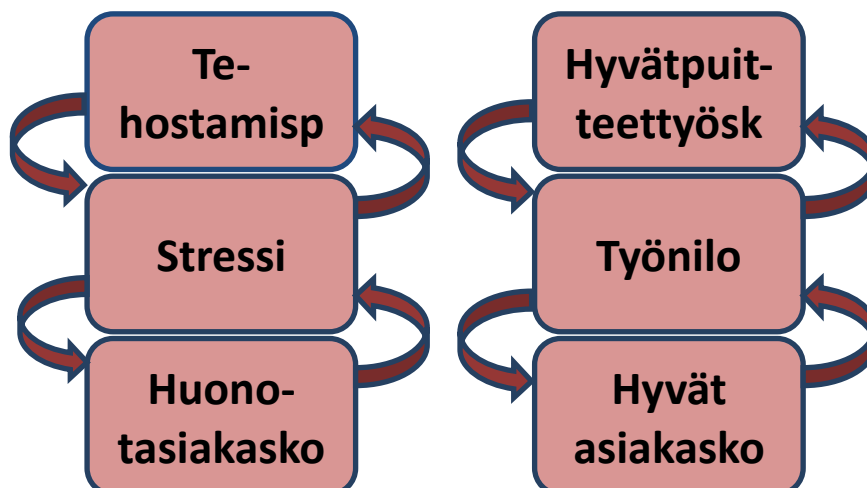 Te-
hostamisp
Stressi
Huono-
tasiakasko
Hyvätpuit-
teettyösk
Työnilo
Hyvät
asiakasko